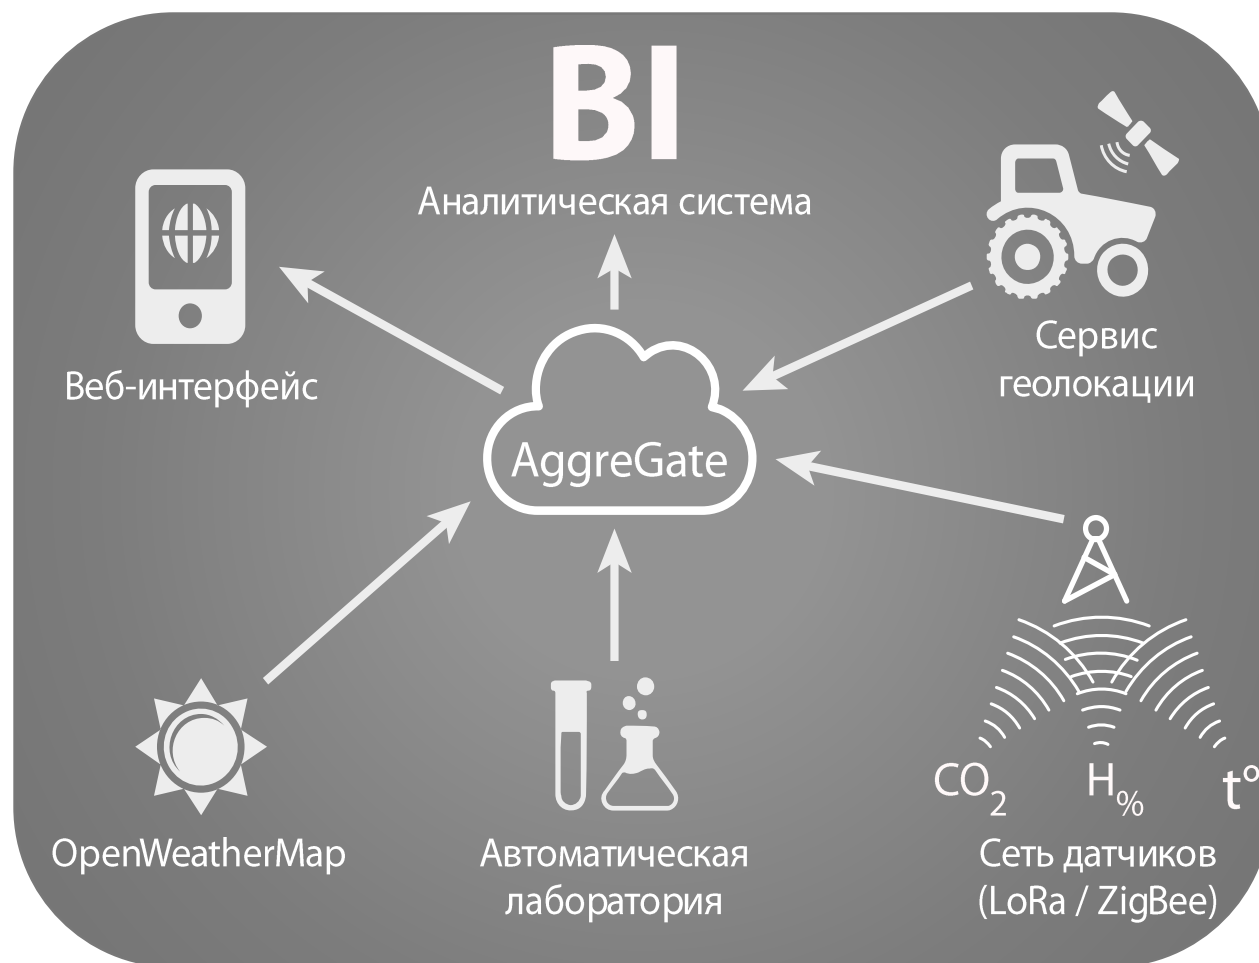 BI
Аналитическая система
Веб-интерфейс
Сервис
геолокации
AggreGate
OpenWeatherMap
Автоматическая
лаборатория
CO2 H% t°
Сеть датчиков
(LoRa / ZigBee)